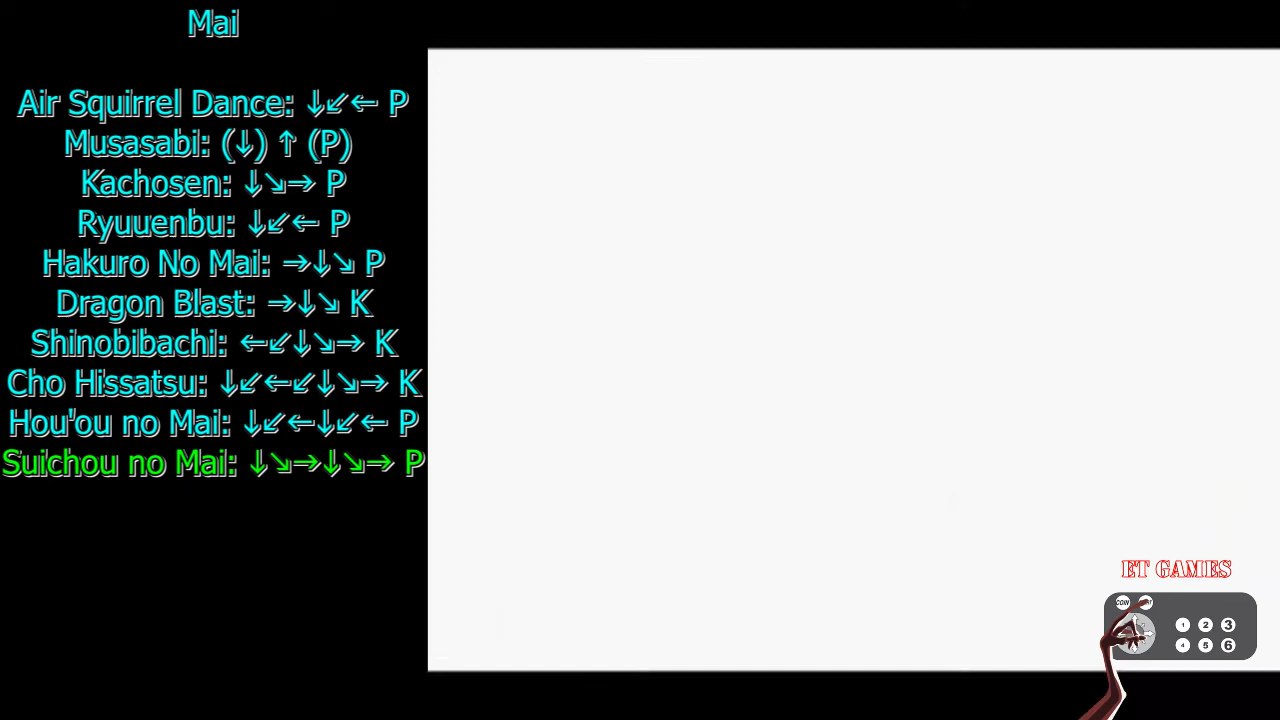 Mai
Air Squirrel Dance: ↓↙← P
Musasabi: (↓) ↑ (P)
Kachosen: ↓↘→ P
Ryuuenbu: ↓↙← P
Hakuro No Mai: →↓↘ P
Dragon Blast: →↓↘ K
Shinobibachi: ←↙↓↘→ K
Cho Hissatsu: ↓↙←↙↓↘→ K
Hou'ou no Mai: ↓↙←↓↙← P
Suichou no Mai: ↓↘→↓↘→ P
ET GAMES
COIN
1 2 3
4 5 6